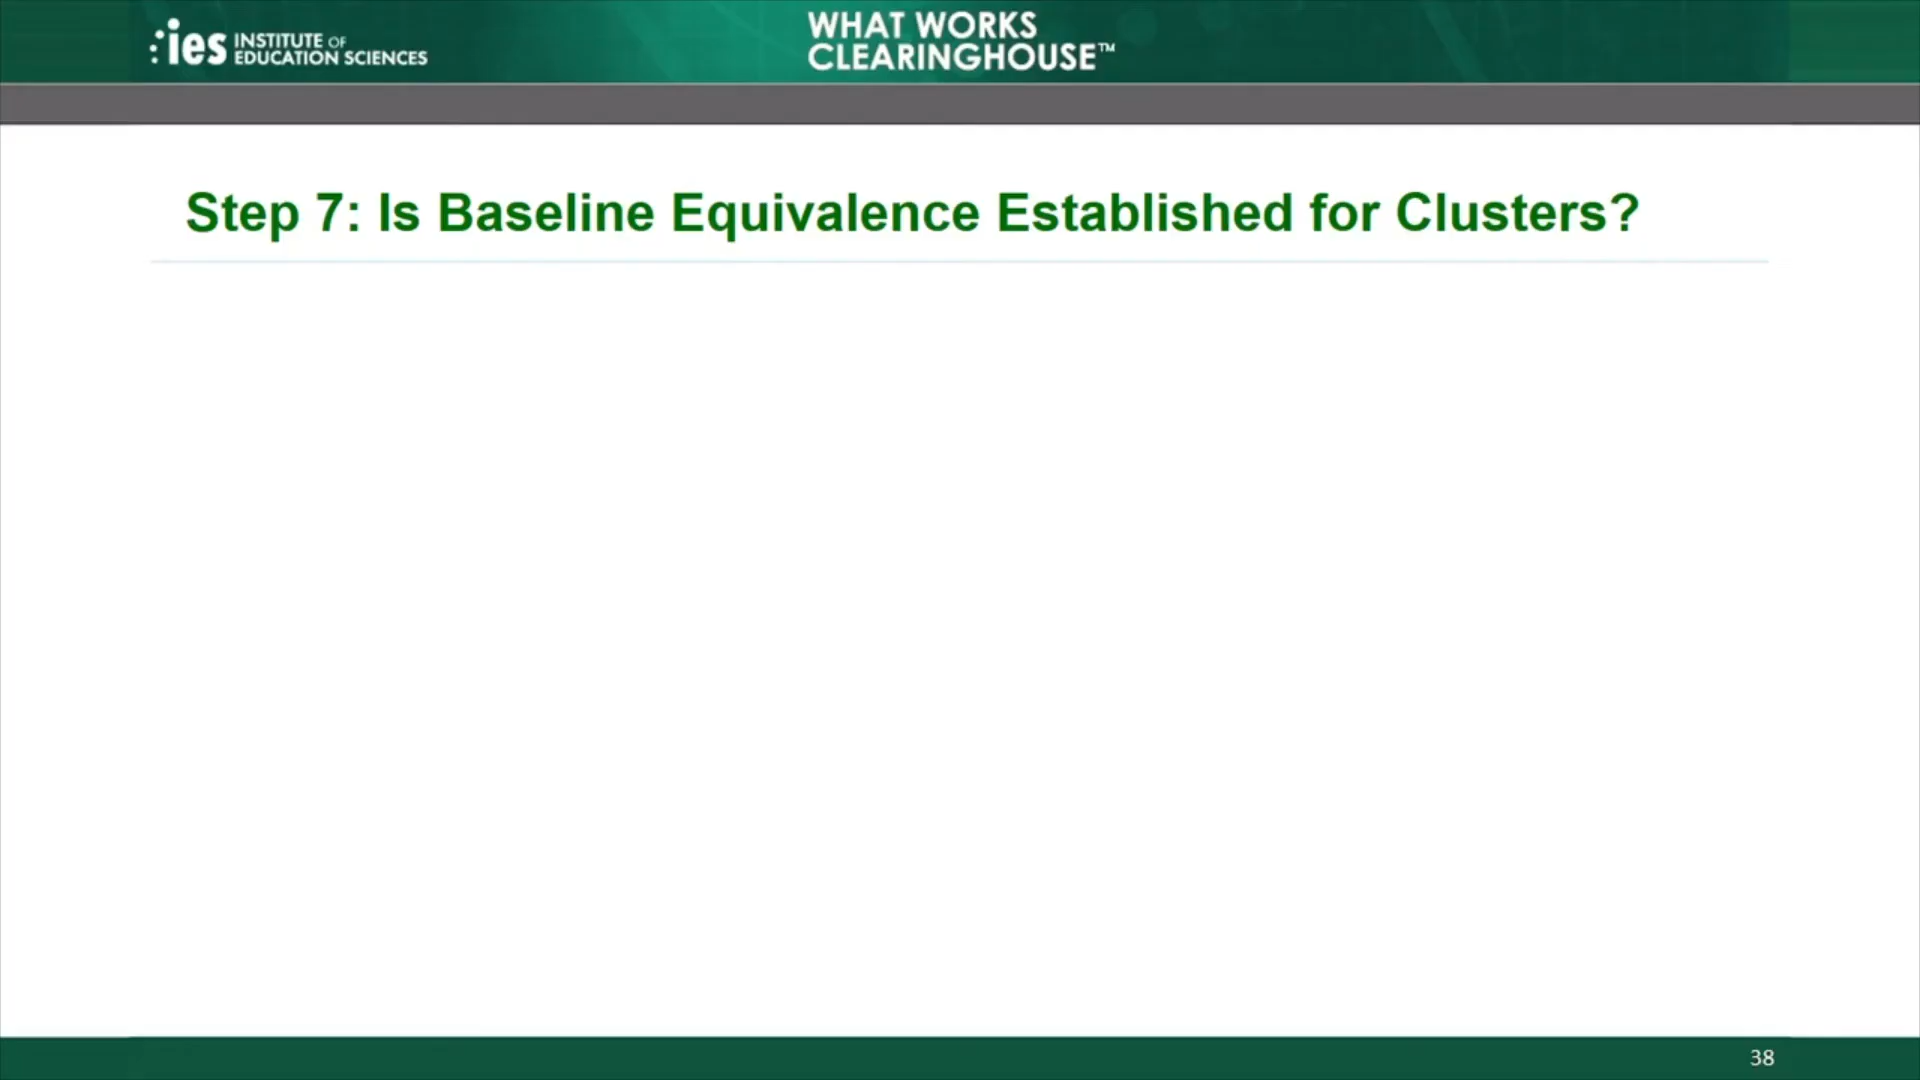 ies INSTITUTE OF
EDUCATION SCIENCES
WHAT WORKS
CLEARINGHOUSE™
Step 7: Is Baseline Equivalence Established for Clusters?
38